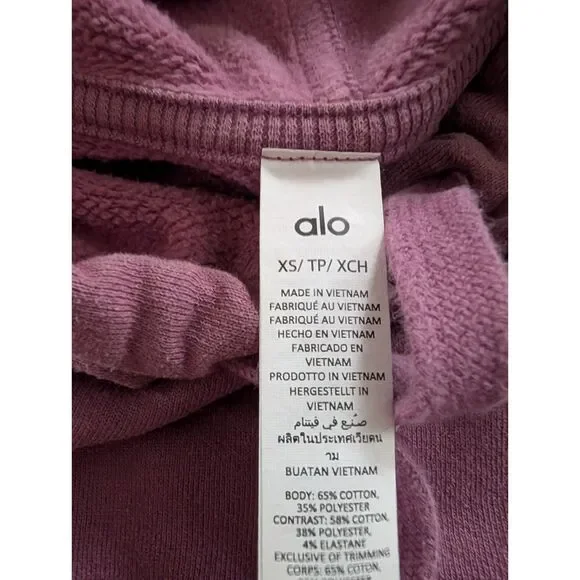 alo
XS/ TP/ XCH
MADE IN VIETNAM
FABRIQUÉ AU VIETNAM
FABRIQUÉ AU VIETNAM
HECHO EN VIETNAM
FABRICADO EN
VIETNAM
PRODOTTO IN VIETNAM
HERGESTELLT IN
VIETNAM
صُنع في فيتنام
ผลิตในประเทศเวียดน
าม
BUATAN VIETNAM
BODY: 65% COTTON,
35% POLYESTER
CONTRAST: 58% COTTON,
38% POLYESTER,
4% ELASTANE
EXCLUSIVE OF TRIMMING
CORPS: 65% COTON,